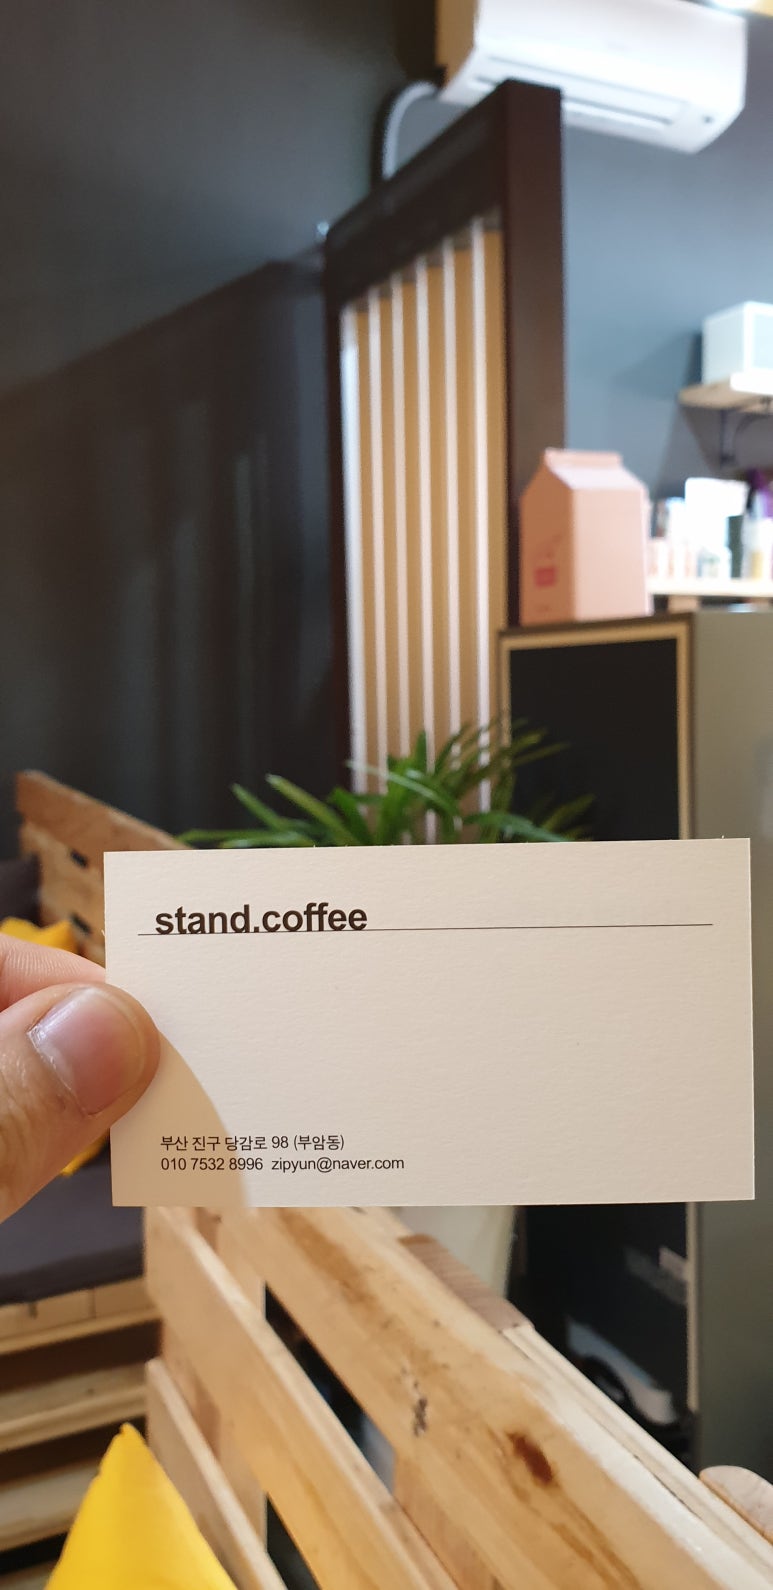 stand.coffee
부산 진구 당감로 98 (부암동)
010 7532 8996 zipyun@naver.com